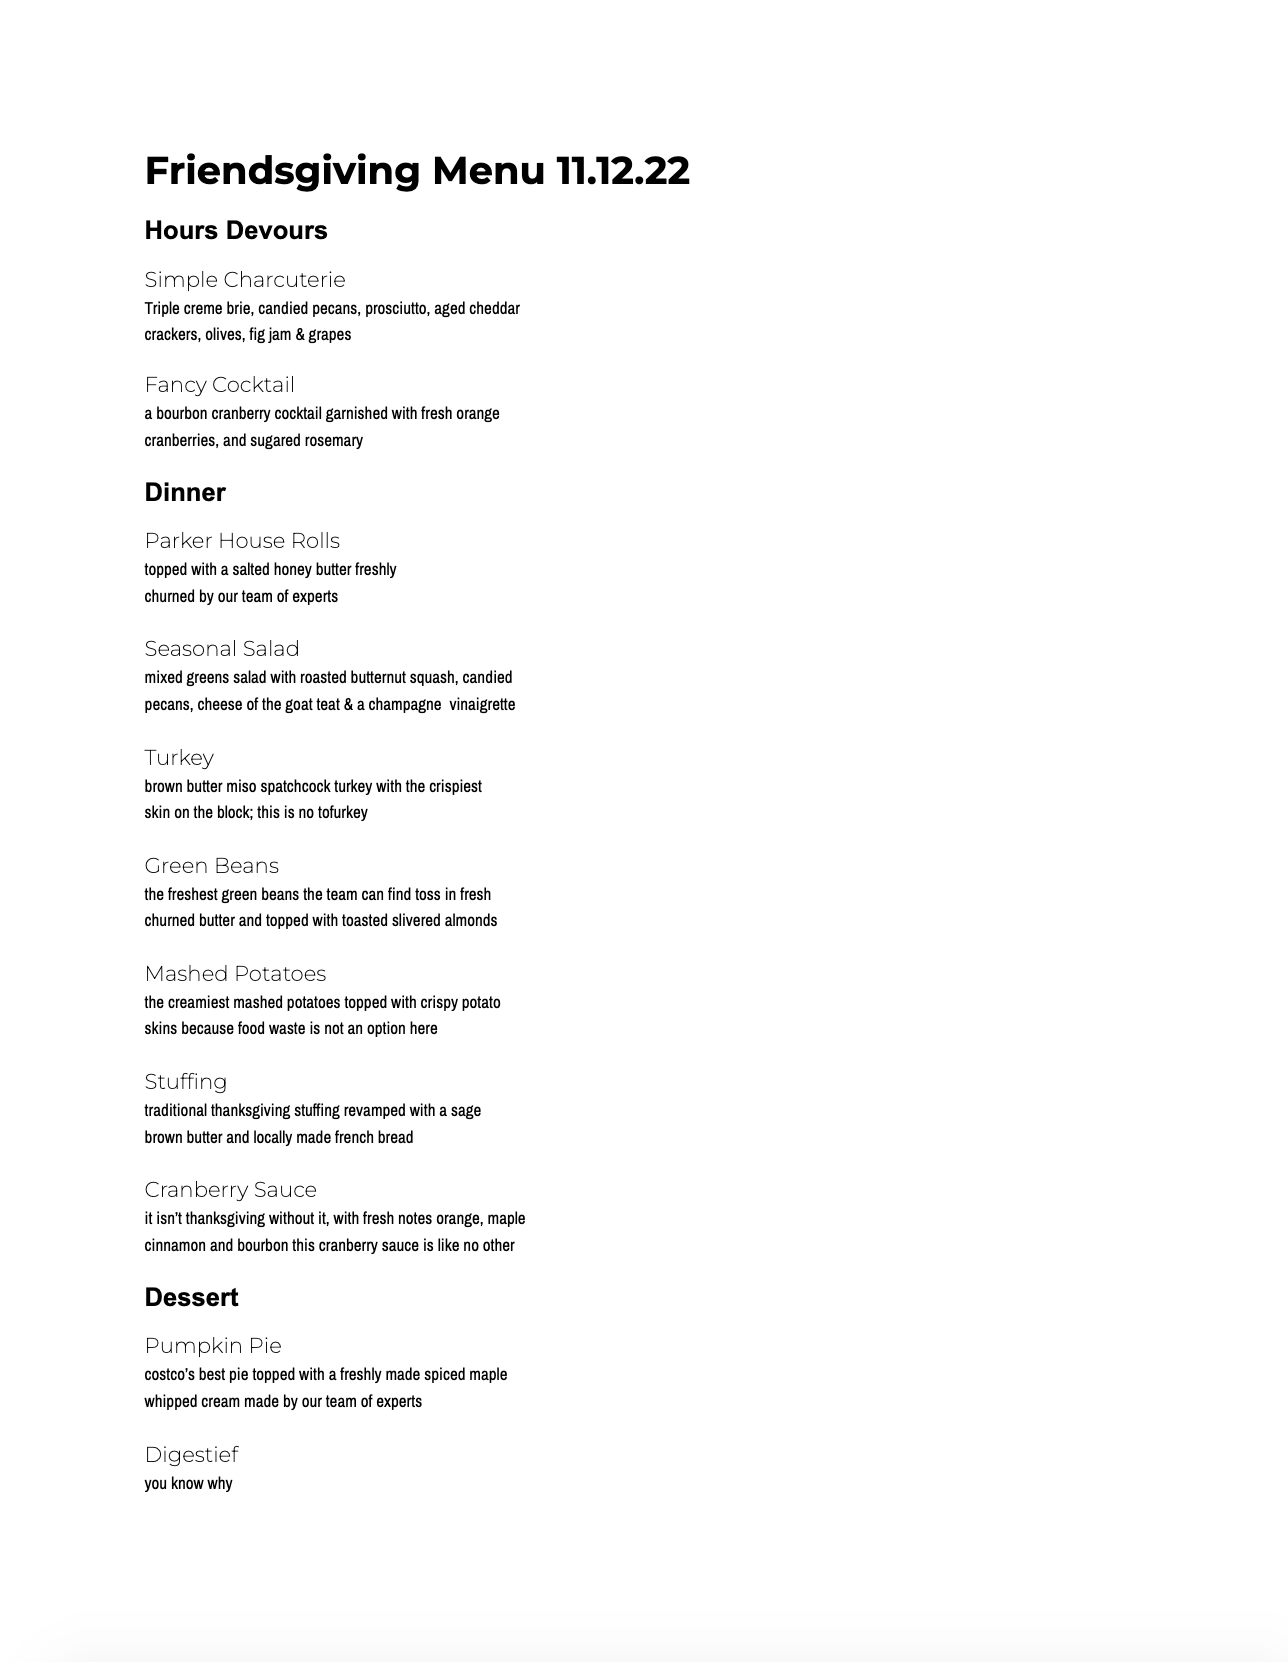 Friendsgiving Menu 11.12.22
Hours Devours
Simple Charcuterie
Triple creme brie, candied pecans, prosciutto, aged cheddar
crackers, olives, fig jam & grapes
Fancy Cocktail
a bourbon cranberry cocktail garnished with fresh orange
cranberries, and sugared rosemary
Dinner
Parker House Rolls
topped with a salted honey butter freshly
churned by our team of experts
Seasonal Salad
mixed greens salad with roasted butternut squash, candied
pecans, cheese of the goat teat & a champagne  vinaigrette
Turkey
brown butter miso spatchcock turkey with the crispiest
skin on the block; this is no tofurkey
Green Beans
the freshest green beans the team can find toss in fresh
churned butter and topped with toasted slivered almonds
Mashed Potatoes
the creamiest mashed potatoes topped with crispy potato
skins because food waste is not an option here
Stuffing
traditional thanksgiving stuffing revamped with a sage
brown butter and locally made french bread
Cranberry Sauce
it isn’t thanksgiving without it, with fresh notes orange, maple
cinnamon and bourbon this cranberry sauce is like no other
Dessert
Pumpkin Pie
costco’s best pie topped with a freshly made spiced maple
whipped cream made by our team of experts
Digestief
you know why